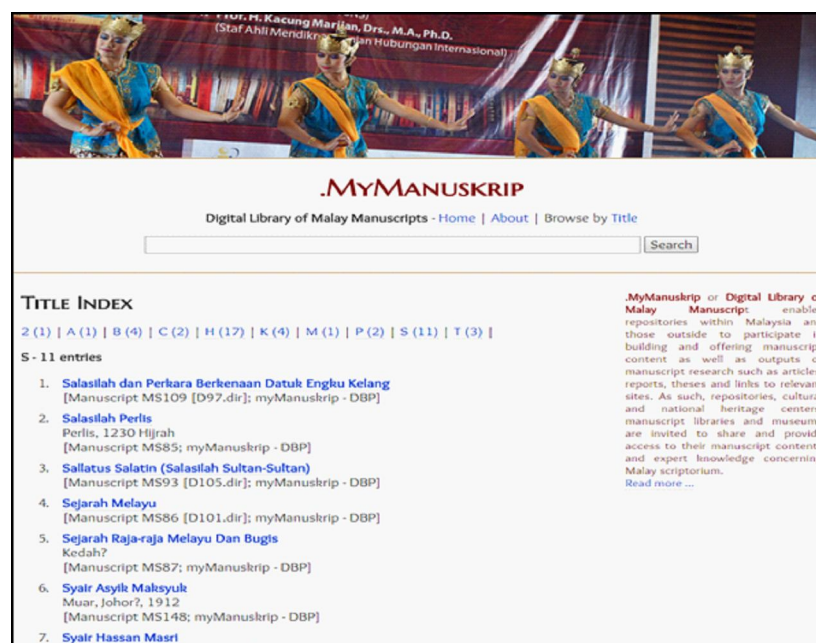 Prof. H. Kacung Marijan, Drs., M.A., Ph.D.
(Staf Ahli Hubungan Internasional)
.MyManuskrip
Digital Library of Malay Manuscripts - Home | About | Browse by Title
Search
Title Index
2 (1) | A (1) | B (4) | C (2) | H (17) | K (4) | M (1) | P (2) | S (11) | T (3) |
S - 11 entries
1. Salasilah dan Perkara Berkenaan Datuk Engku Kelang
[Manuscript MS109 [D97.dir]; myManuskrip - DBP]
2. Salasilah Perlis
Perlis, 1230 Hijrah
[Manuscript MS85; myManuskrip - DBP]
3. Sallatus Salatin (Salasilah Sultan-Sultan)
[Manuscript MS93 [D105.dir]; myManuskrip - DBP]
4. Sejarah Melayu
[Manuscript MS86 [D101.dir]; myManuskrip - DBP]
5. Sejarah Raja-raja Melayu Dan Bugis
Kedah?
[Manuscript MS87; myManuskrip - DBP]
6. Syair Asyik Maksyuk
Muar, Johor?, 1912
[Manuscript MS148; myManuskrip - DBP]
7. Syair Hassan Masri
.MyManuskrip or Digital Library o
Malay Manuscript enable
repositories within Malaysia an
those outside to participate i
building and offering manuscrip
content as well as outputs o
manuscript research such as article
reports, theses and links to relevan
sites. As such, repositories, cultura
and national heritage center
manuscript libraries and museum
are invited to share and provid
access to their manuscript content
and expert knowledge concernin
Malay scriptorium.
Read more ...